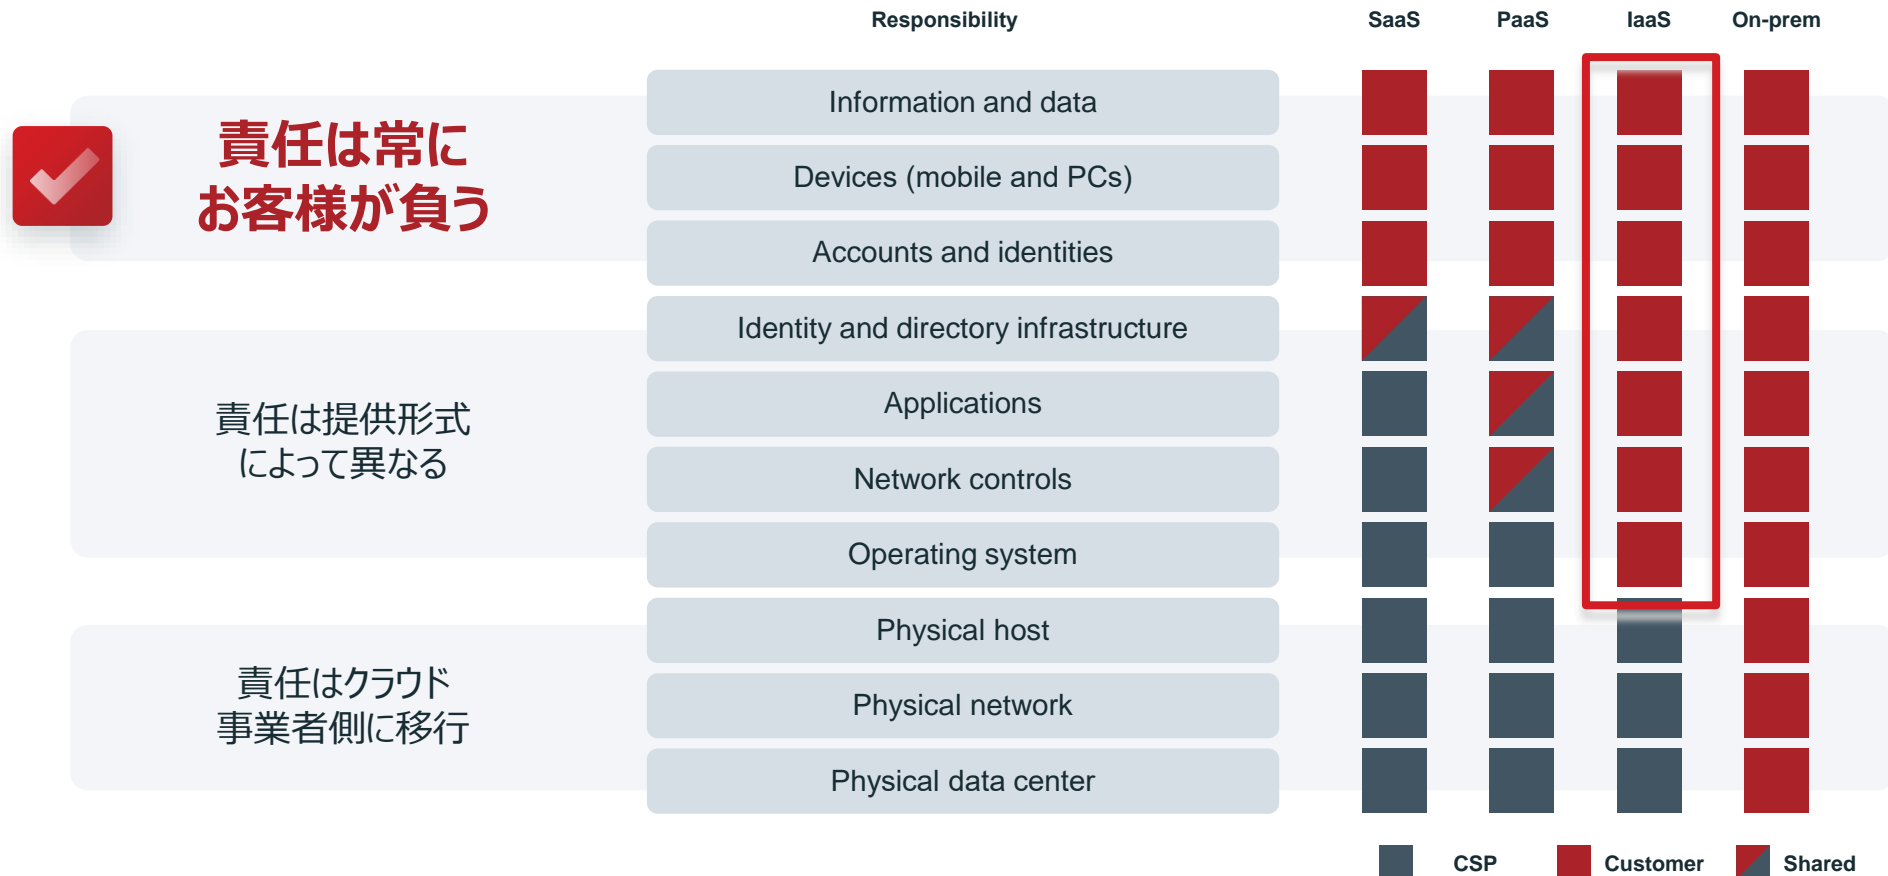 Responsibility SaaS PaaS IaaS On-prem
責任は常に
お客様が負う
Information and data
Devices (mobile and PCs)
Accounts and identities
責任は提供形式
によって異なる
Identity and directory infrastructure
Applications
Network controls
Operating system
責任はクラウド
事業者側に移行
Physical host
Physical network
Physical data center
CSP Customer Shared